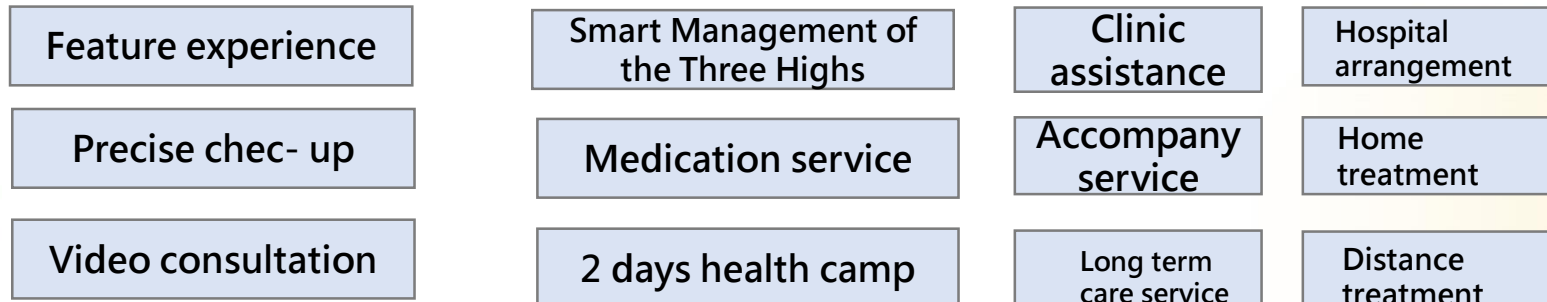 Feature experience
Smart Management of
the Three Highs
Clinic
assistance
Hospital
arrangement
Precise chec- up
Medication service
Accompany
service
Home
treatment
Video consultation
2 days health camp
Long term
care service
Distance
treatment